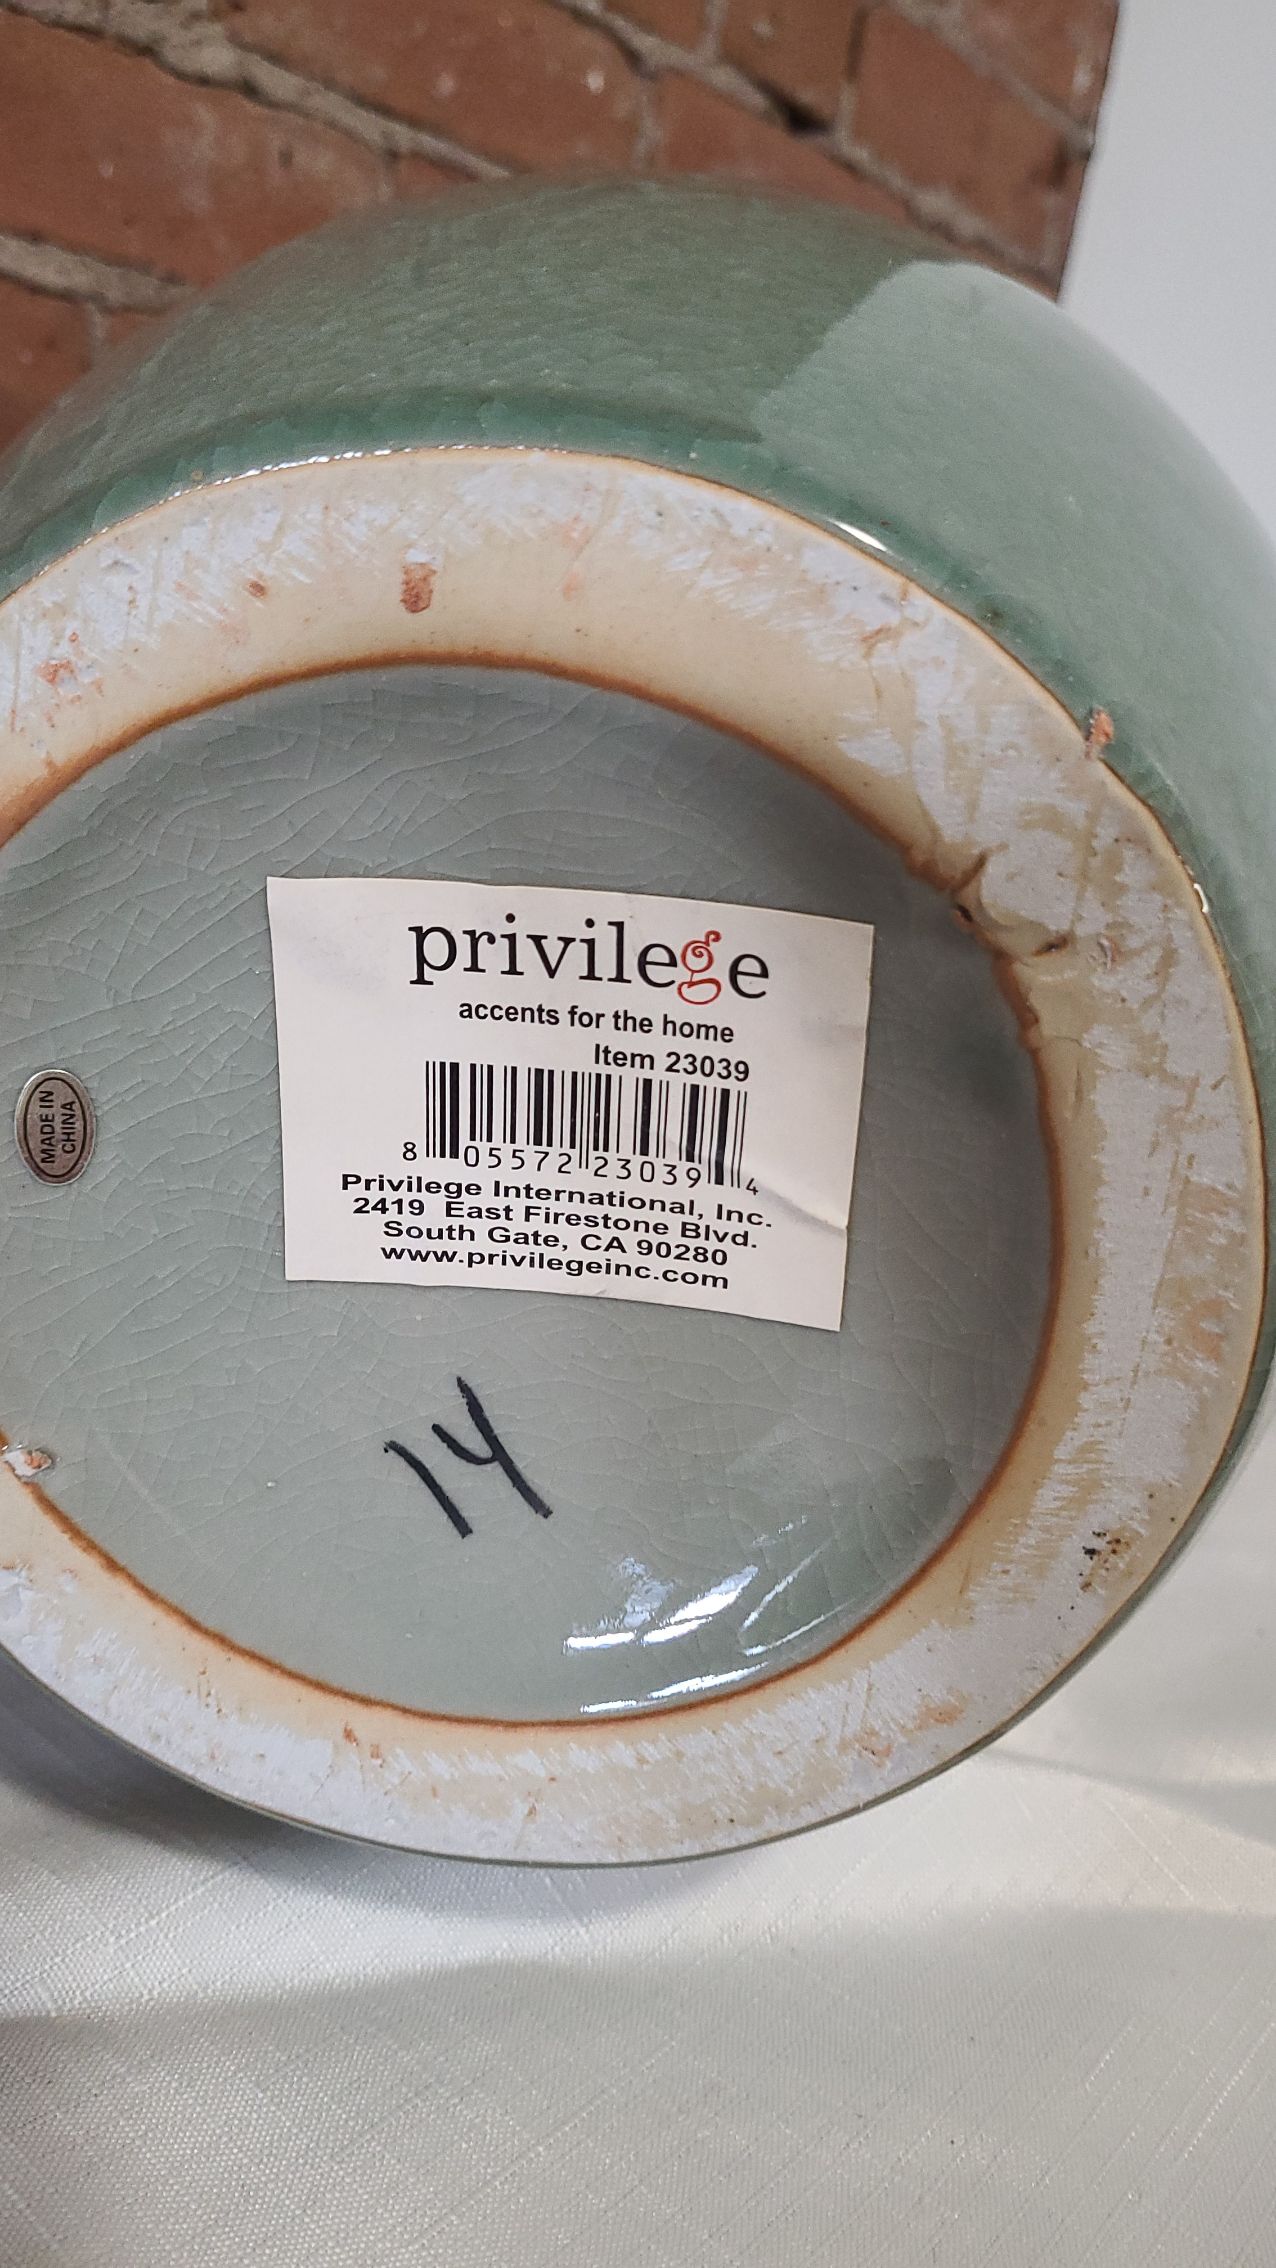 privilege
accents for the home
Item 23039
8 05572 23039 4
Privilege International, Inc.
2419 East Firestone Blvd.
South Gate, CA 90280
www.privilegeinc.com
MADE IN
CHINA
14